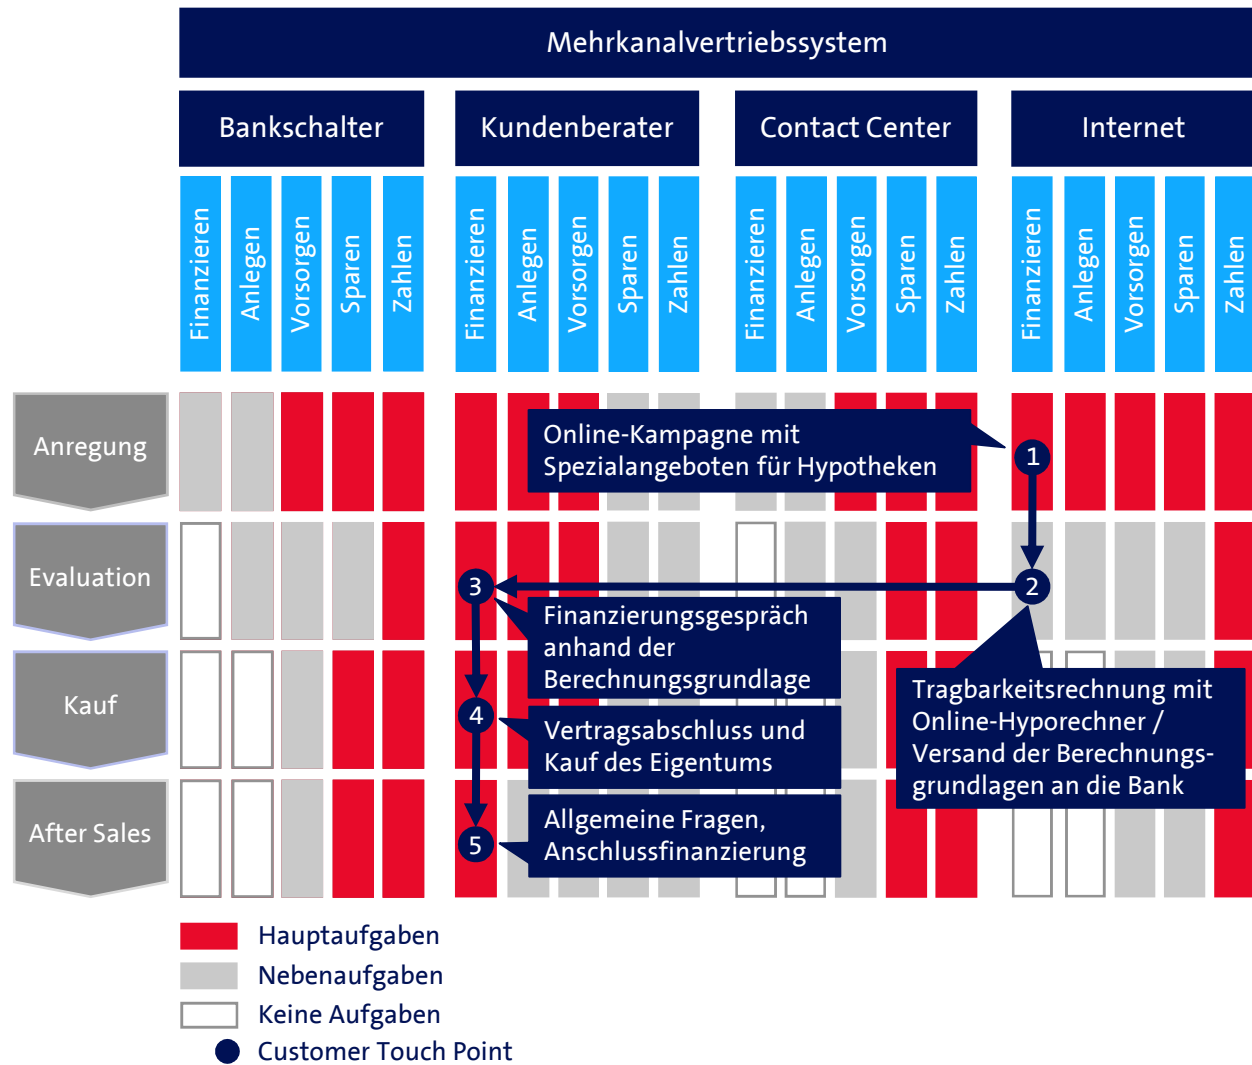 Mehrkanalvertriebssystem
Bankschalter
Kundenberater
Contact Center
Internet
Finanzieren
Anlegen
Vorsorgen
Sparen
Zahlen
Finanzieren
Anlegen
Vorsorgen
Sparen
Zahlen
Finanzieren
Anlegen
Vorsorgen
Sparen
Zahlen
Finanzieren
Anlegen
Vorsorgen
Sparen
Zahlen
Anregung
Online-Kampagne mit
Spezialangeboten für Hypotheken
1
Evaluation
3
2
Finanzierungsgespräch
anhand der
Berechnungsgrundlage
Kauf
4
Vertragsabschluss und
Kauf des Eigentums
Tragbarkeitsrechnung mit
Online-Hyporechner /
Versand der Berechnungs-
grundlagen an die Bank
After Sales
5
Allgemeine Fragen,
Anschlussfinanzierung
Hauptaufgaben
Nebenaufgaben
Keine Aufgaben
Customer Touch Point